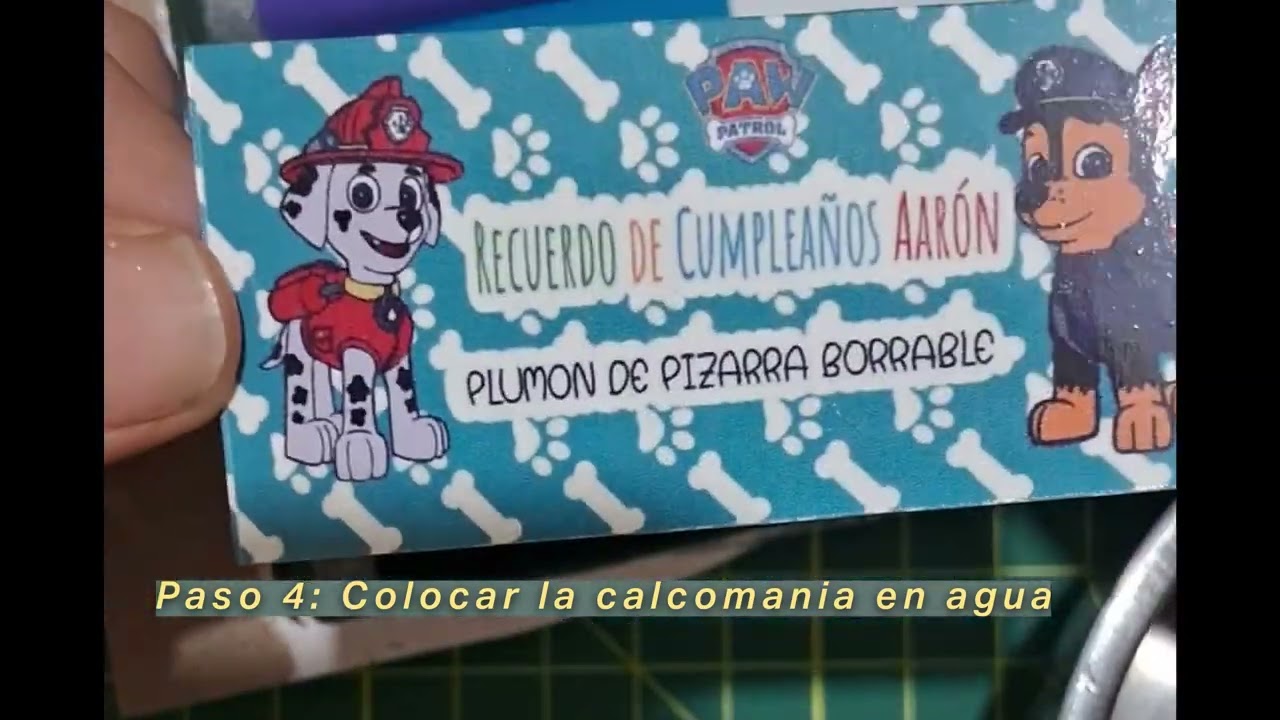 PAW
PATROL
RECUERDO DE CUMPLEAÑOS AARÓN
PLUMON DE PIZARRA BORRABLE
Paso 4: Colocar la calcomania en agua